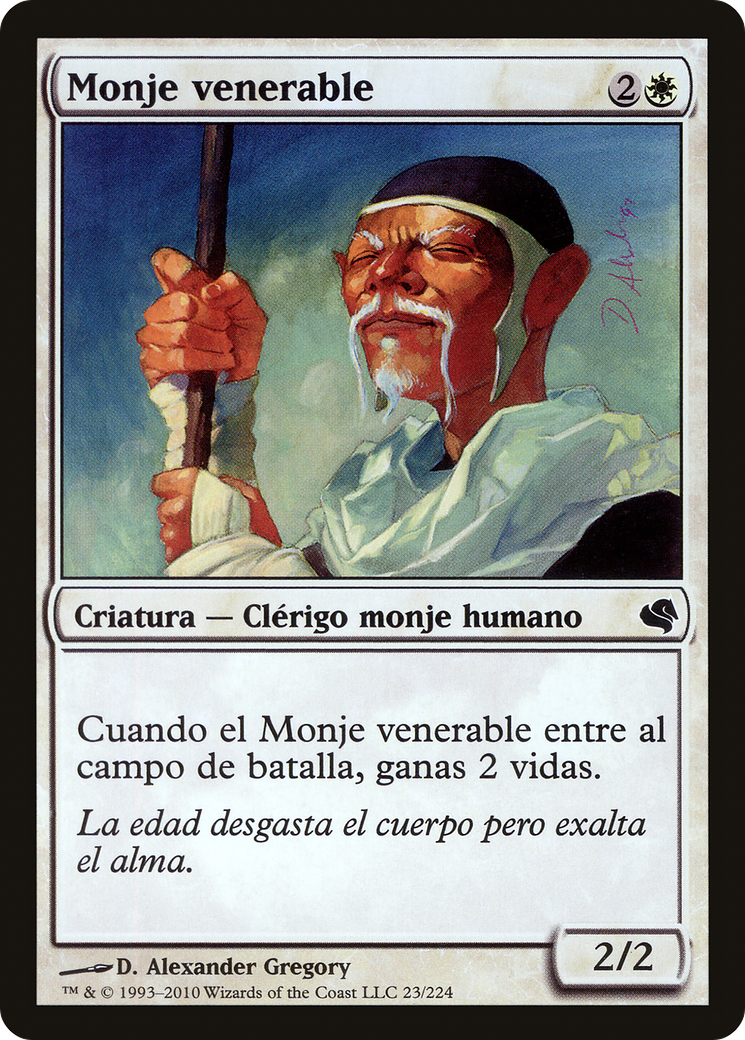 Monje venerable 2
Criatura — Clérigo monje humano
Cuando el Monje venerable entre al
campo de batalla, ganas 2 vidas.
La edad desgasta el cuerpo pero exalta
el alma.
2/2
D. Alexander Gregory
™ & © 1993–2010 Wizards of the Coast LLC 23/224